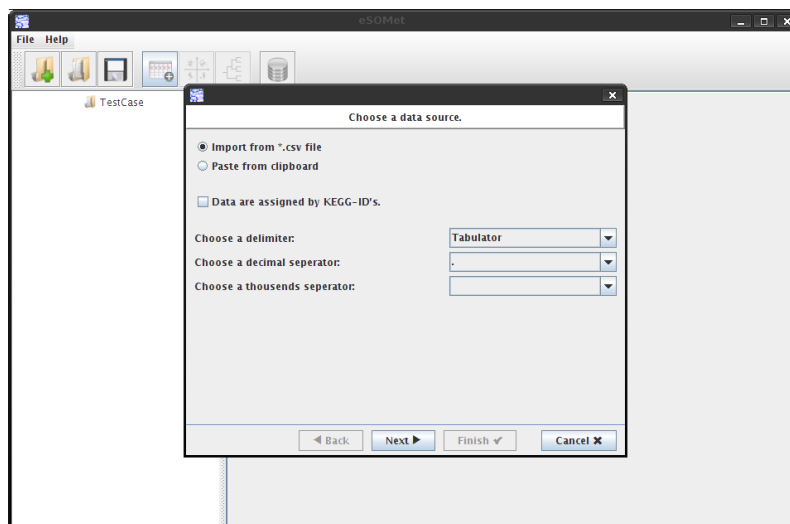 eSOMet
File Help
TestCase
Choose a data source.
Import from *.csv file
Paste from clipboard
Data are assigned by KEGG-ID's.
Choose a delimiter: Tabulator
Choose a decimal seperator: .
Choose a thousends seperator:
Back Next Finish Cancel